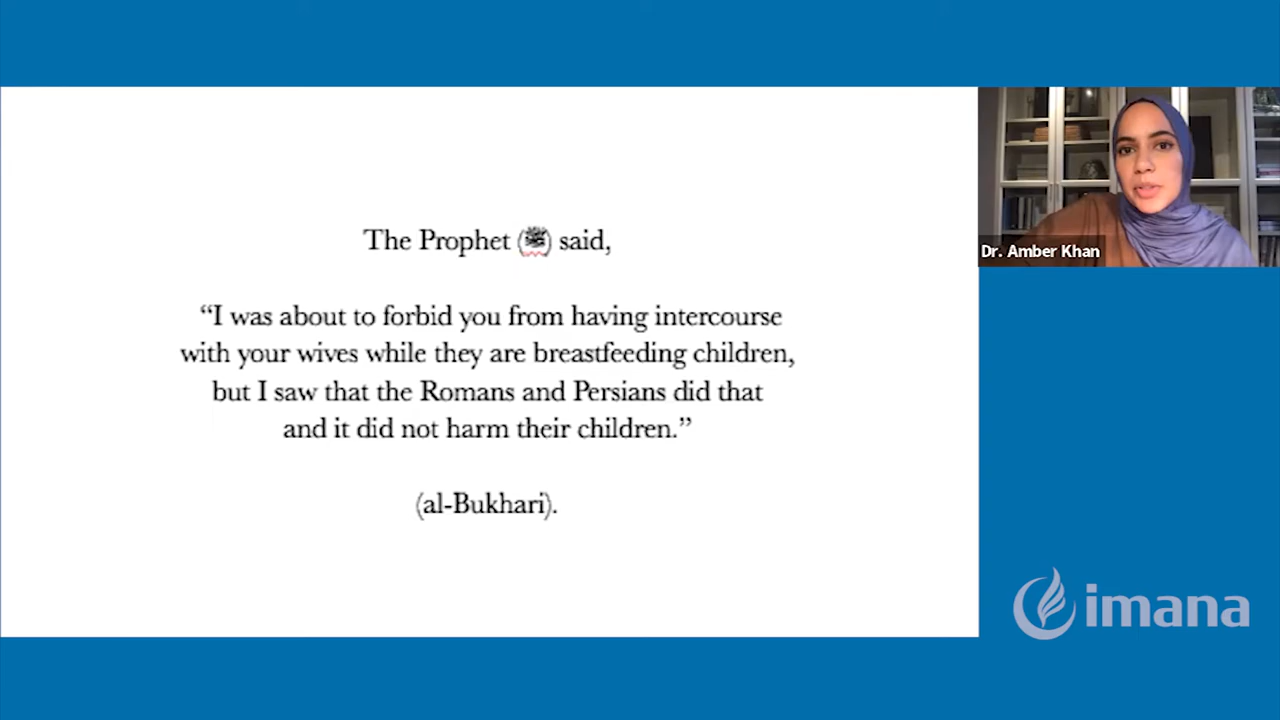 The Prophet (ﷺ) said,
“I was about to forbid you from having intercourse
with your wives while they are breastfeeding children,
but I saw that the Romans and Persians did that
and it did not harm their children.”
(al-Bukhari).
Dr. Amber Khan
imana